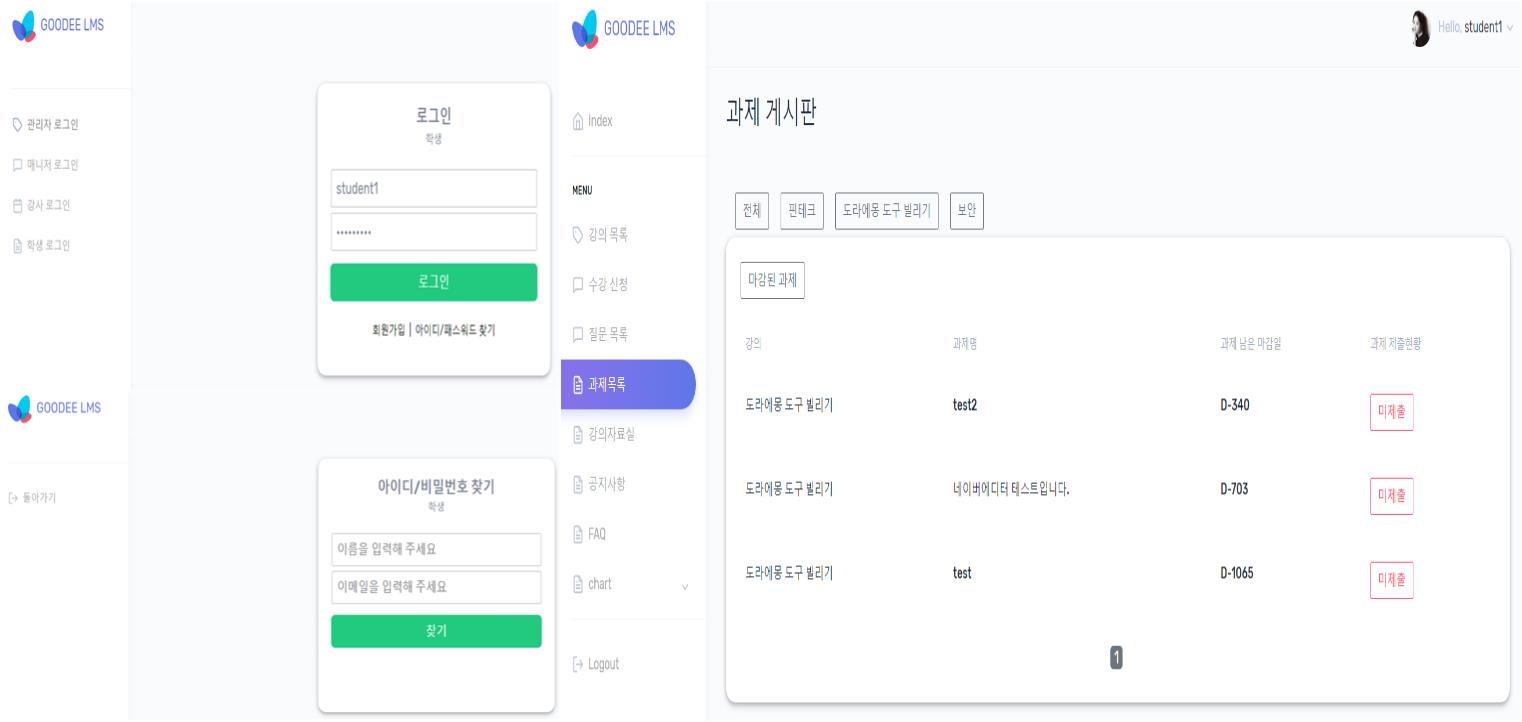 GOODEE LMS
관리자 로그인
매니저 로그인
강사 로그인
학생 로그인
로그인
학생
student1
•••••••••
로그인
회원가입 | 아이디/패스워드 찾기
GOODEE LMS
돌아가기
아이디/비밀번호 찾기
학생
이름을 입력해 주세요
이메일을 입력해 주세요
찾기
GOODEE LMS
Index
MENU
강의 목록
수강 신청
질문 목록
과제목록
강의자료실
공지사항
FAQ
chart
Logout
Hello, student1
과제 게시판
전체 핀테크 도라에몽 도구 빌리기 보안
마감된 과제
강의 과제명 과제 남은 마감일 과제 제출현황
도라에몽 도구 빌리기 test2 D-340 미제출
도라에몽 도구 빌리기 네이버에디터 테스트입니다. D-703 미제출
도라에몽 도구 빌리기 test D-1065 미제출
1